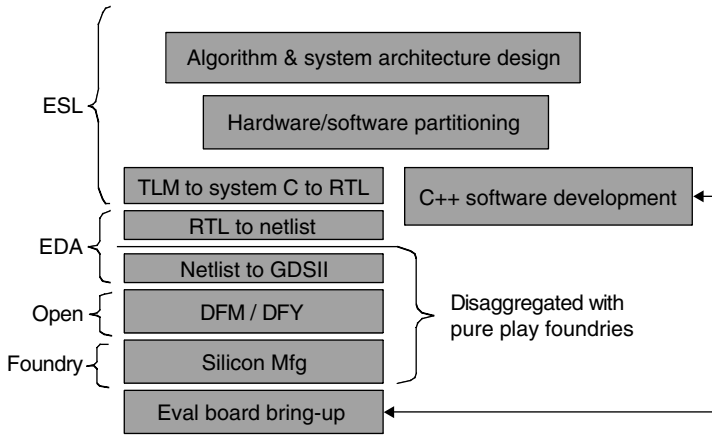 Algorithm & system architecture design
ESL
Hardware/software partitioning
TLM to system C to RTL
C++ software development
RTL to netlist
EDA
Netlist to GDSII
Disaggregated with
pure play foundries
Open
DFM / DFY
Foundry
Silicon Mfg
Eval board bring-up